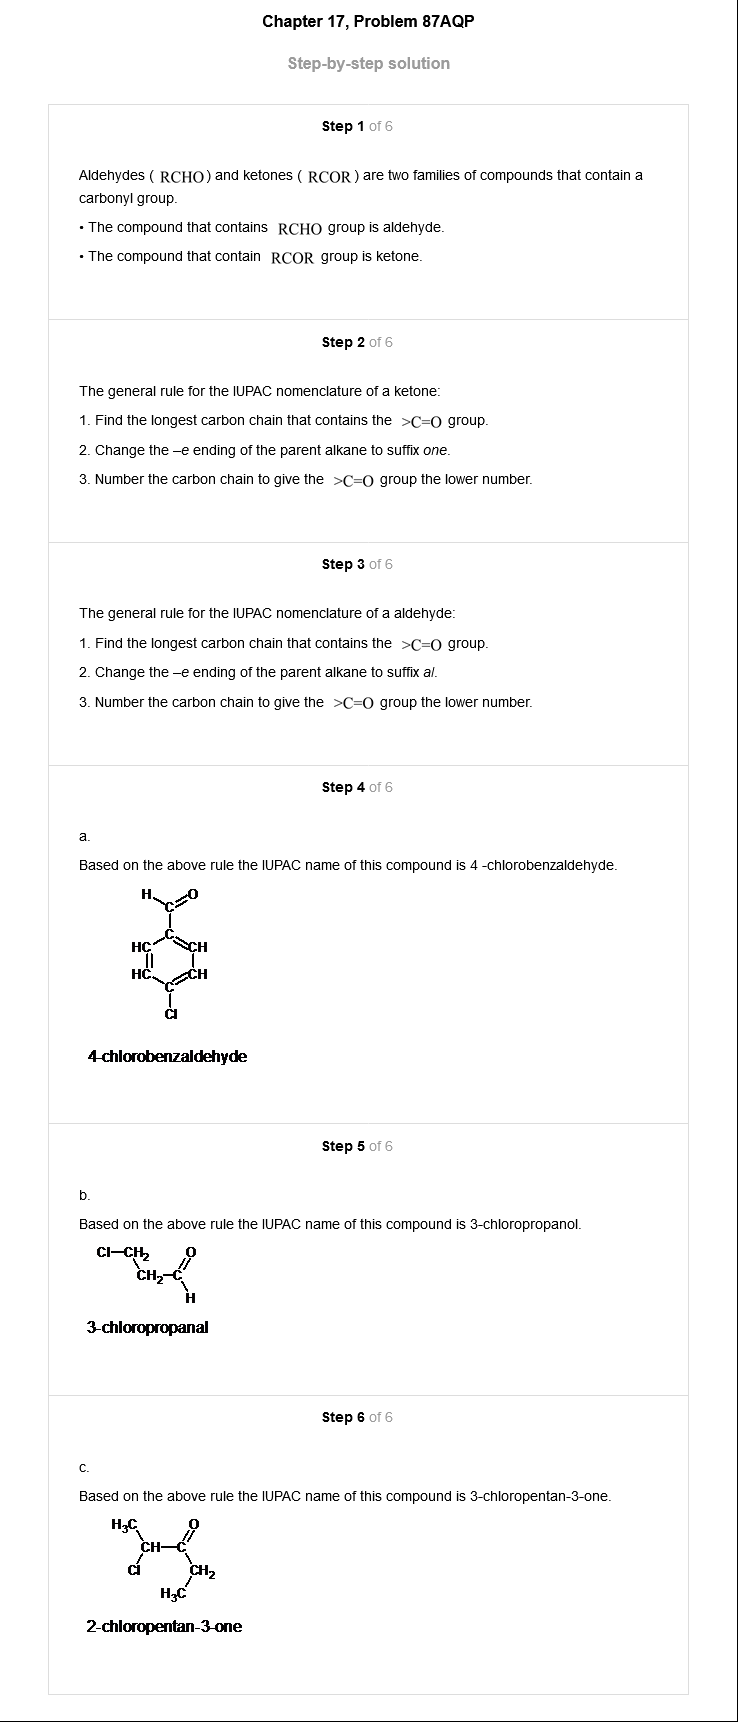 Chapter 17, Problem 87AQP
Step-by-step solution
Step 1 of 6
Aldehydes ( RCHO ) and ketones ( RCOR ) are two families of compounds that contain a
carbonyl group.
• The compound that contains RCHO group is aldehyde.
• The compound that contain RCOR group is ketone.
Step 2 of 6
The general rule for the IUPAC nomenclature of a ketone:
1. Find the longest carbon chain that contains the >C=O group.
2. Change the –e ending of the parent alkane to suffix one.
3. Number the carbon chain to give the >C=O group the lower number.
Step 3 of 6
The general rule for the IUPAC nomenclature of a aldehyde:
1. Find the longest carbon chain that contains the >C=O group.
2. Change the –e ending of the parent alkane to suffix al.
3. Number the carbon chain to give the >C=O group the lower number.
Step 4 of 6
a.
Based on the above rule the IUPAC name of this compound is 4 -chlorobenzaldehyde.
H O
C
C
HC CH
HC CH
C
Cl
4-chlorobenzaldehyde
Step 5 of 6
b.
Based on the above rule the IUPAC name of this compound is 3-chloropropanol.
Cl—CH₂ O
CH₂—C
H
3-chloropropanal
Step 6 of 6
c.
Based on the above rule the IUPAC name of this compound is 3-chloropentan-3-one.
H₃C O
CH—C
Cl CH₂
H₃C
2-chloropentan-3-one